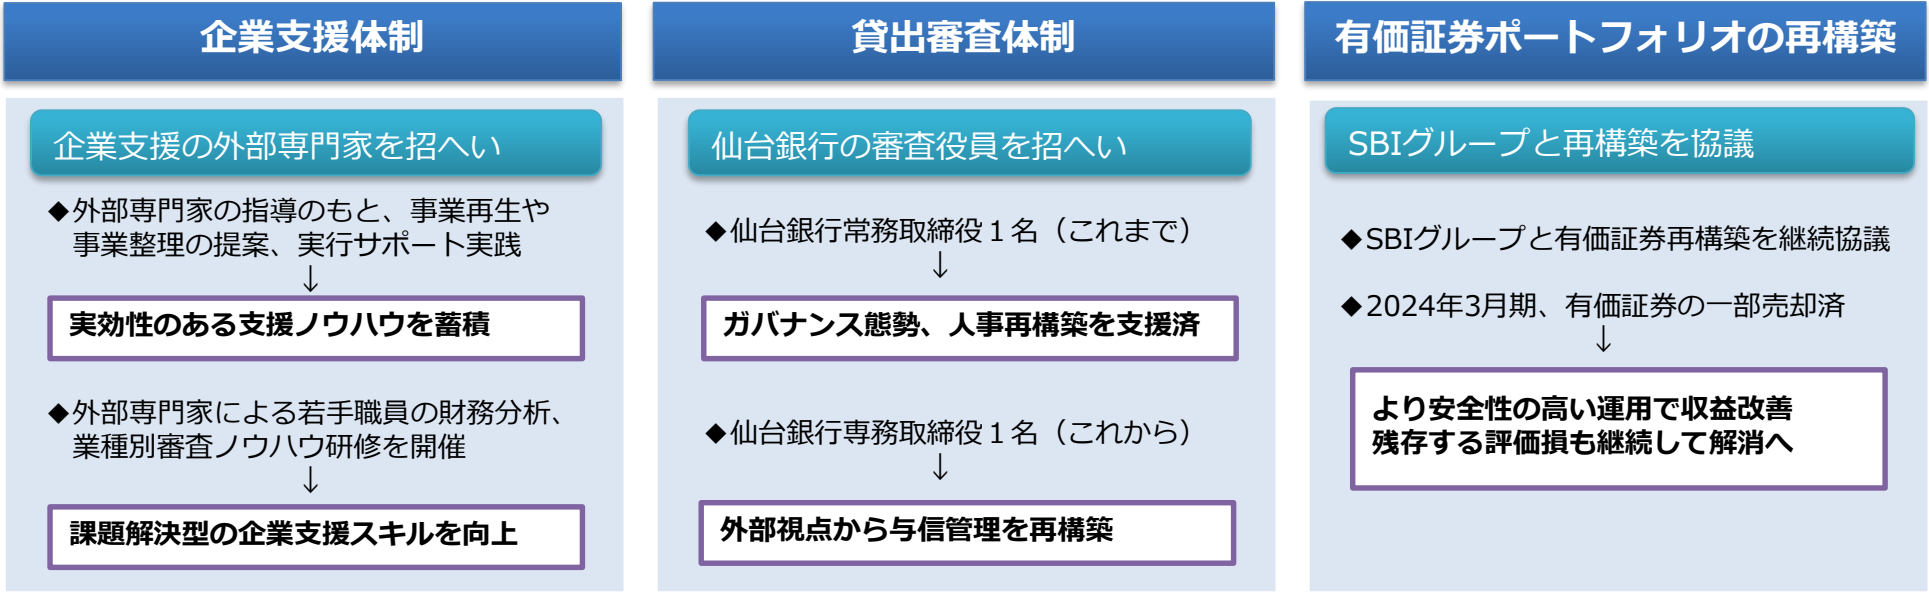 企業支援体制
企業支援の外部専門家を招へい
◆外部専門家の指導のもと、事業再生や
事業整理の提案、実行サポート実践
↓
実効性のある支援ノウハウを蓄積
◆外部専門家による若手職員の財務分析、
業種別審査ノウハウ研修を開催
↓
課題解決型の企業支援スキルを向上
貸出審査体制
仙台銀行の審査役員を招へい
◆仙台銀行常務取締役１名（これまで）
↓
ガバナンス態勢、人事再構築を支援済
◆仙台銀行専務取締役１名（これから）
↓
外部視点から与信管理を再構築
有価証券ポートフォリオの再構築
SBIグループと再構築を協議
◆SBIグループと有価証券再構築を継続協議
◆2024年3月期、有価証券の一部売却済
↓
より安全性の高い運用で収益改善
残存する評価損も継続して解消へ